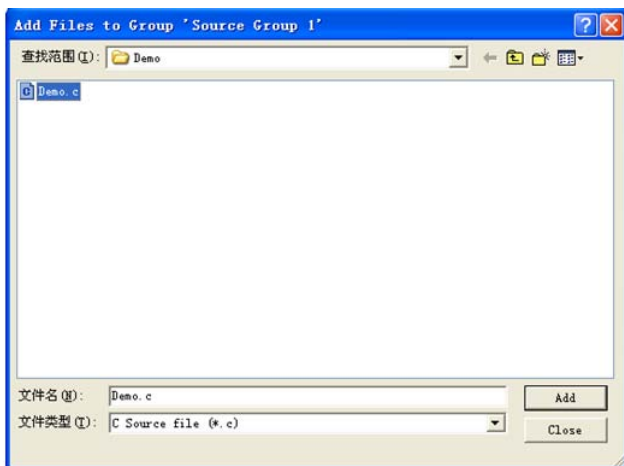 Add Files to Group 'Source Group 1'
查找范围(I): Demo
Demo.c
文件名(N): Demo.c Add
文件类型(T): C Source file (*.c) Close